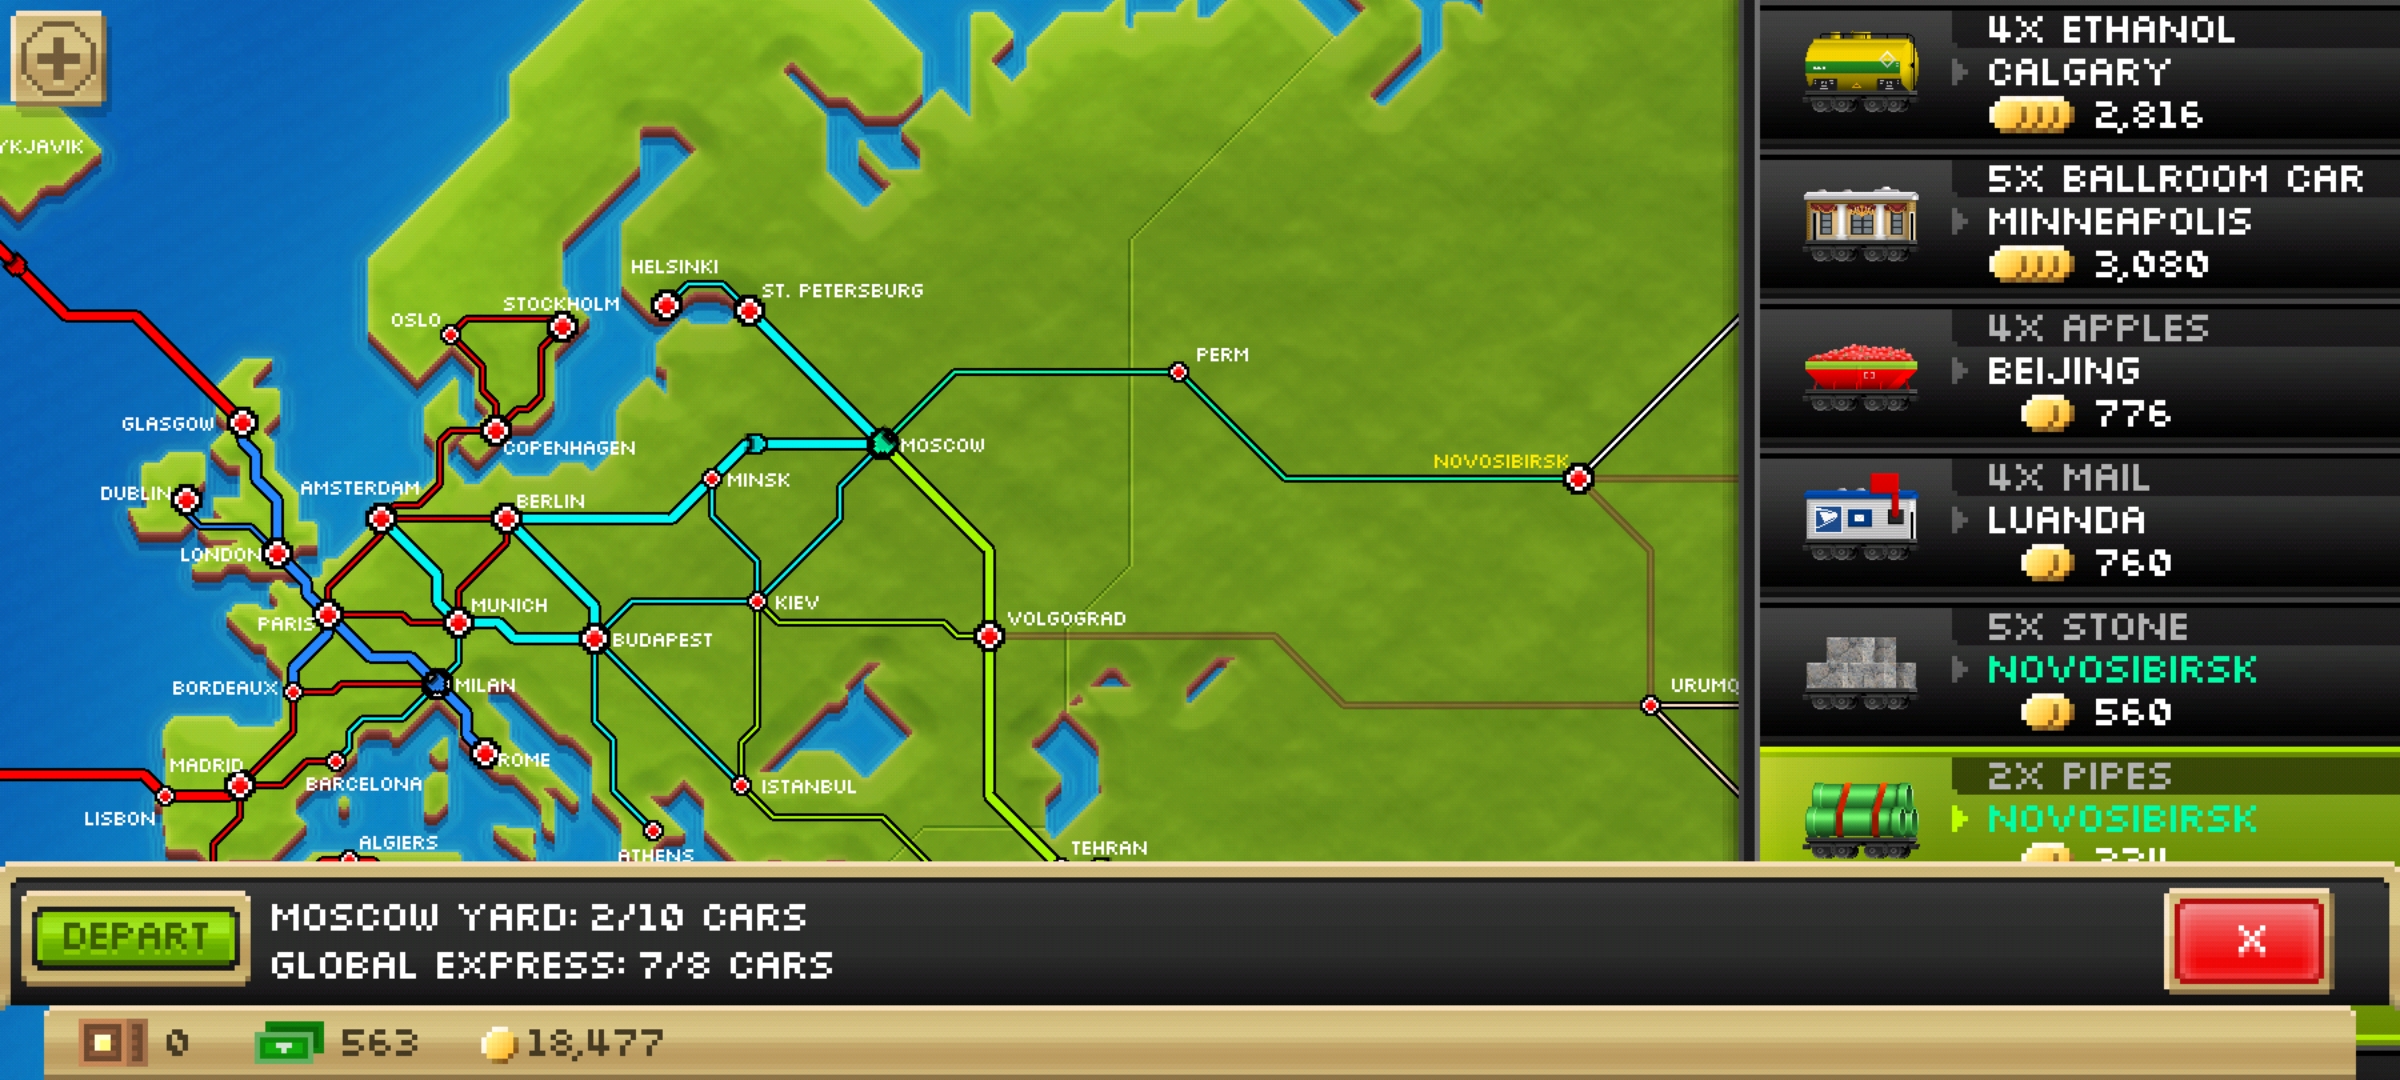 YKJAVIK
HELSINKI
ST. PETERSBURG
STOCKHOLM
OSLO
PERM
GLASGOW
COPENHAGEN
MOSCOW
NOVOSIBIRSK
AMSTERDAM
BERLIN
MINSK
DUBLIN
LONDON
MUNICH
KIEV
PARIS
BUDAPEST
VOLGOGRAD
BORDEAUX
MILAN
URUMQ
MADRID
ROME
BARCELONA
ISTANBUL
LISBON
ALGIERS
ATHENS
TEHRAN
4X ETHANOL
CALGARY
2,816
5X BALLROOM CAR
MINNEAPOLIS
3,080
4X APPLES
BEIJING
776
4X MAIL
LUANDA
760
5X STONE
NOVOSIBIRSK
560
2X PIPES
NOVOSIBIRSK
DEPART
MOSCOW YARD: 2/10 CARS
GLOBAL EXPRESS: 7/8 CARS
X
0
563
18,477